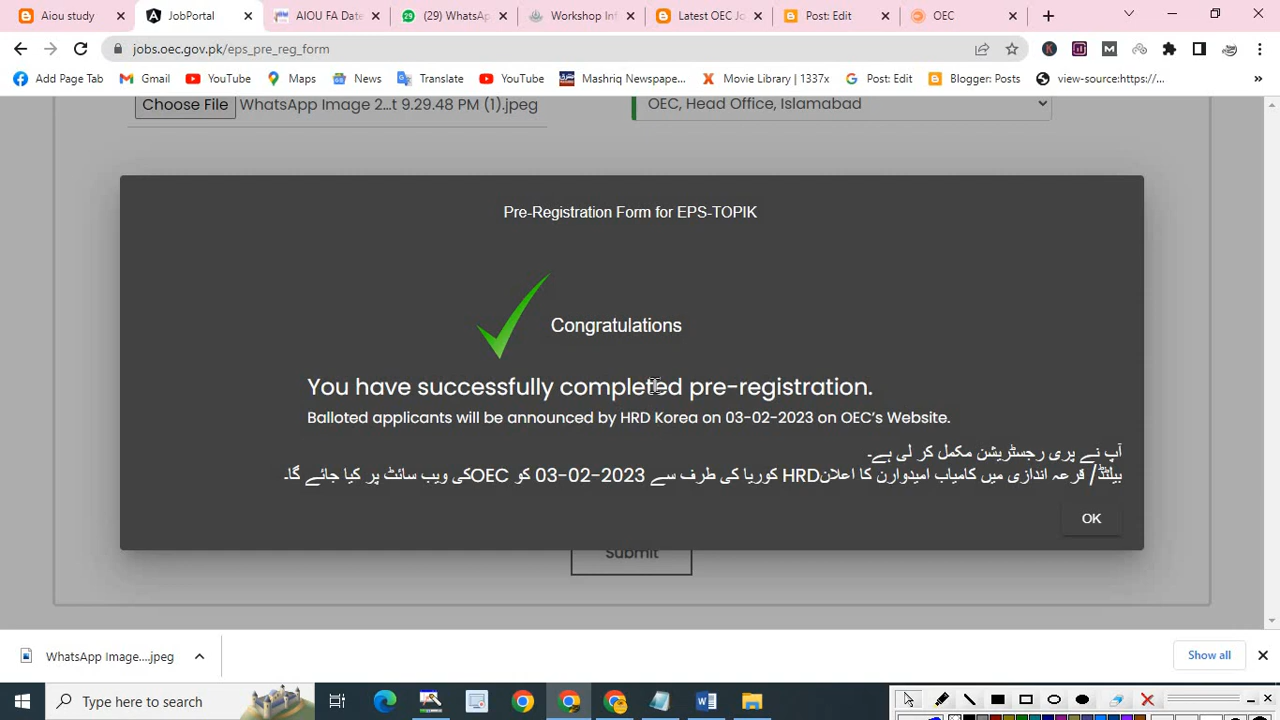 Aiou study
JobPortal
AIOU FA Date
(29) WhatsA
Workshop Inf
Latest OEC Jo
Post: Edit
OEC
jobs.oec.gov.pk/eps_pre_reg_form
Add Page Tab
Gmail
YouTube
Maps
News
Translate
YouTube
Mashriq Newspape...
Movie Library | 1337x
Post: Edit
Blogger: Posts
view-source:https://...
Choose File WhatsApp Image 2...t 9.29.48 PM (1).jpeg
OEC, Head Office, Islamabad
Pre-Registration Form for EPS-TOPIK
Congratulations
You have successfully completed pre-registration.
Balloted applicants will be announced by HRD Korea on 03-02-2023 on OEC's Website.
آپ نے پری رجسٹریشن مکمل کر لی ہے۔
بیلٹڈ/ قرعہ اندازی میں کامیاب امیدوارن کا اعلانHRD کوریا کی طرف سے 03-02-2023 کو OECکی ویب سائٹ پر کیا جائے گا۔
OK
Submit
WhatsApp Image....jpeg
Show all
Type here to search